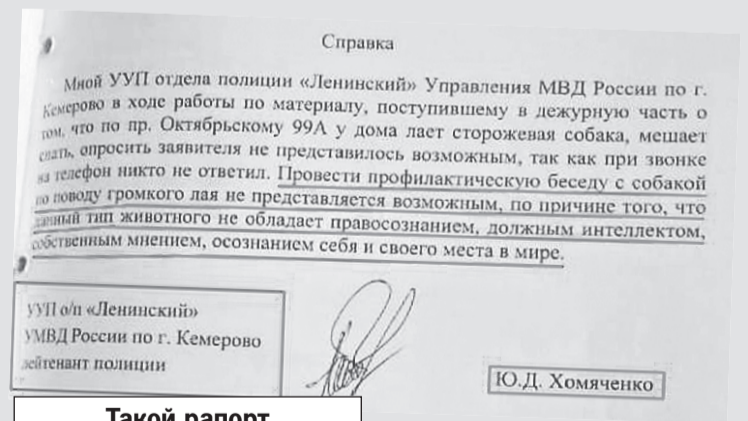 Справка
Мной УУП отдела полиции «Ленинский» Управления МВД России по г.
Кемерово в ходе работы по материалу, поступившему в дежурную часть о
том, что по пр. Октябрьскому 99А у дома лает сторожевая собака, мешает
спать, опросить заявителя не представилось возможным, так как при звонке
на телефон никто не ответил. Провести профилактическую беседу с собакой
по поводу громкого лая не представляется возможным, по причине того, что
данный тип животного не обладает правосознанием, должным интеллектом,
собственным мнением, осознанием себя и своего места в мире.
УУП о/п «Ленинский»
УМВД России по г. Кемерово
лейтенант полиции
Ю.Д. Хомяченко
Такой рапорт